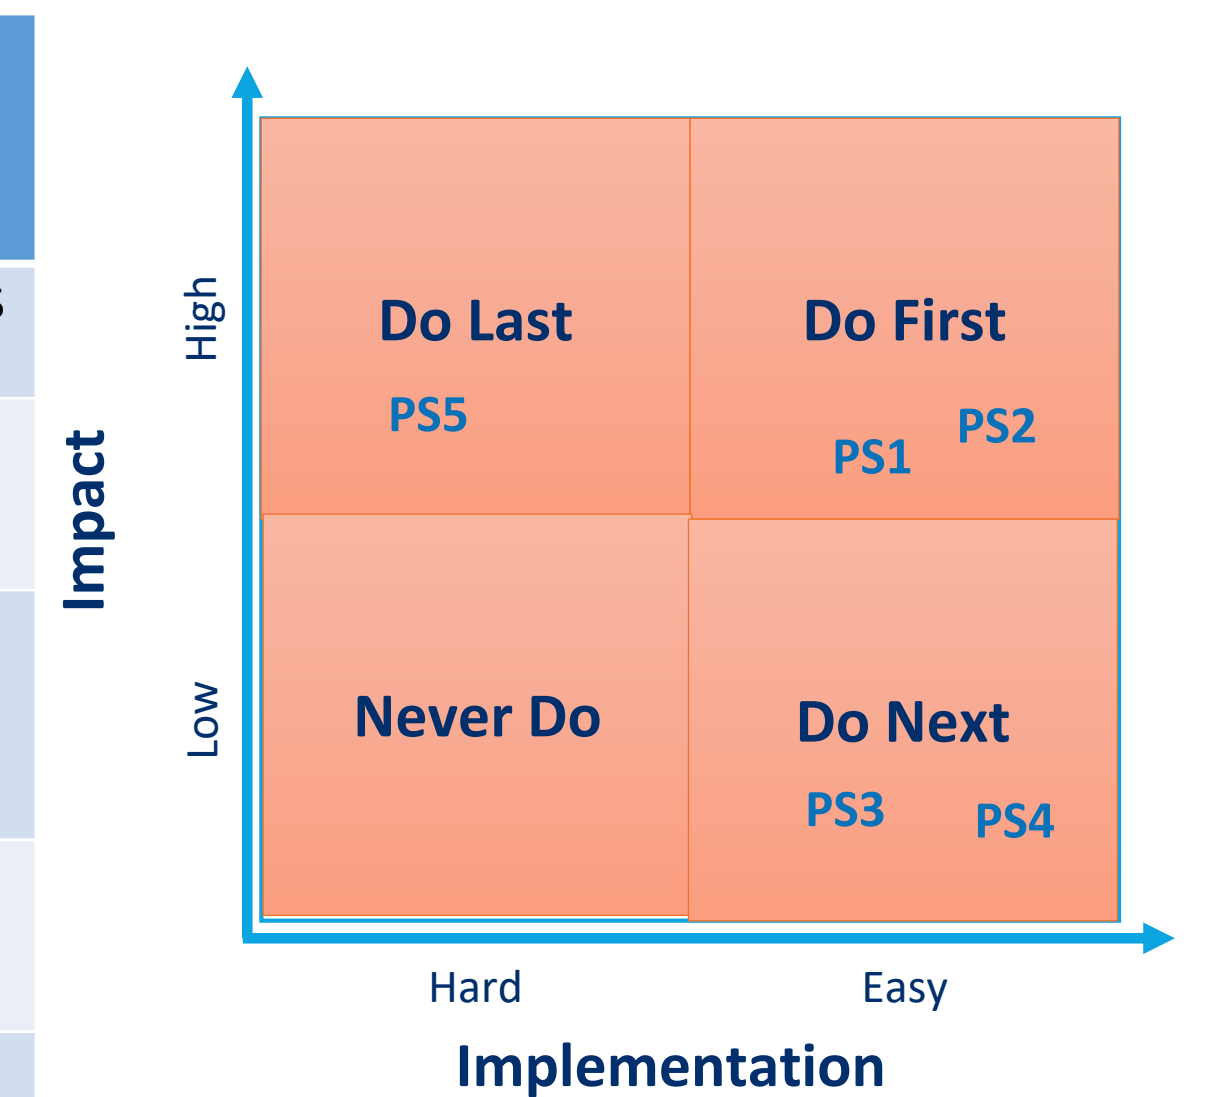 High
Impact
Low
Do Last
PS5
Do First
PS2
PS1
Never Do
Do Next
PS3
PS4
Hard
Easy
Implementation